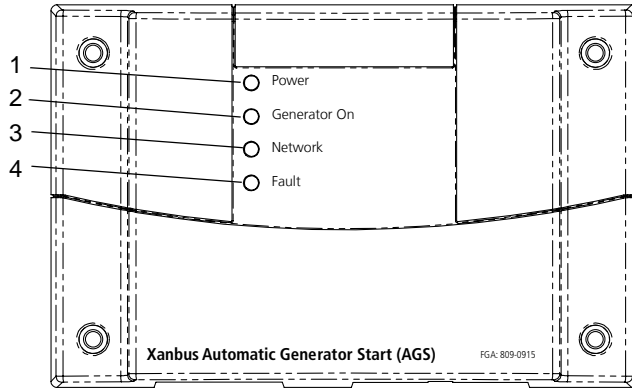 1 Power
2 Generator On
3 Network
4 Fault
Xanbus Automatic Generator Start (AGS) FGA: 809-0915